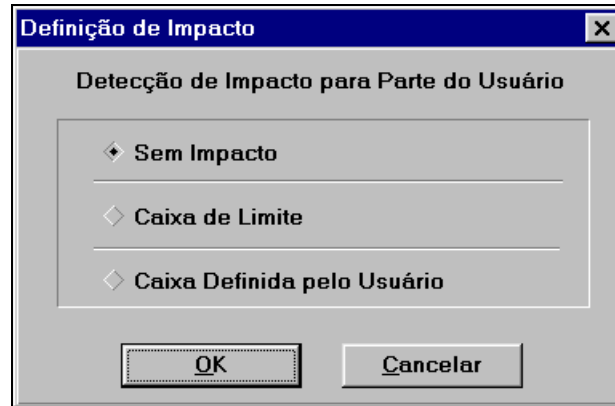 Definição de Impacto
Detecção de Impacto para Parte do Usuário
Sem Impacto
Caixa de Limite
Caixa Definida pelo Usuário
OK Cancelar